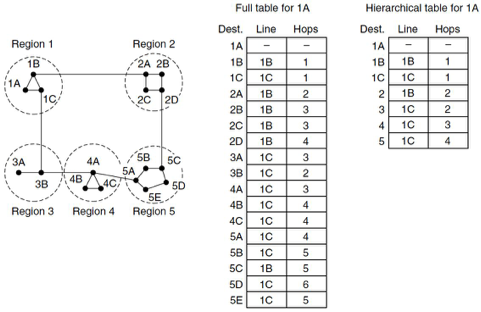 Full table for 1A
Dest. Line Hops
1A – –
1B 1B 1
1C 1C 1
2A 1B 2
2B 1B 3
2C 1B 3
2D 1B 4
3A 1C 3
3B 1C 2
4A 1C 3
4B 1C 4
4C 1C 4
5A 1C 4
5B 1C 5
5C 1B 5
5D 1C 6
5E 1C 5
Hierarchical table for 1A
Dest. Line Hops
1A – –
1B 1B 1
1C 1C 1
2 1B 2
3 1C 2
4 1C 3
5 1C 4
Region 1 Region 2
1B 2A 2B
1A
1C 2C 2D
3A 4A 5B 5C
3B 4B 4C 5A 5D
5E
Region 3 Region 4 Region 5